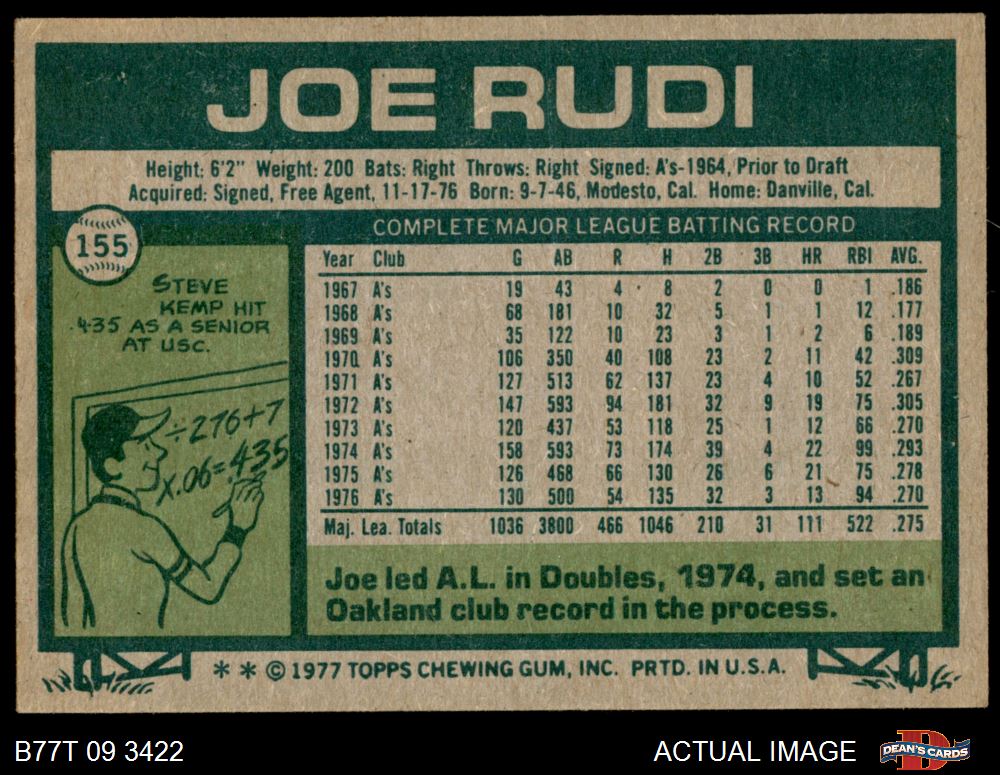 JOE RUDI
Height: 6'2" Weight: 200 Bats: Right Throws: Right Signed: A's-1964, Prior to Draft
Acquired: Signed, Free Agent, 11-17-76 Born: 9-7-46, Modesto, Cal. Home: Danville, Cal.
155
STEVE
KEMP HIT
.435 AS A SENIOR
AT USC.
÷276+7
X.06=.435
COMPLETE MAJOR LEAGUE BATTING RECORD
Year Club G AB R H 2B 3B HR RBI AVG.
1967 A's 19 43 4 8 2 0 0 1 .186
1968 A's 68 181 10 32 5 1 1 12 .177
1969 A's 35 122 10 23 3 1 2 6 .189
1970 A's 106 350 40 108 23 2 11 42 .309
1971 A's 127 513 62 137 23 4 10 52 .267
1972 A's 147 593 94 181 32 9 19 75 .305
1973 A's 120 437 53 118 25 1 12 66 .270
1974 A's 158 593 73 174 39 4 22 99 .293
1975 A's 126 468 66 130 26 6 21 75 .278
1976 A's 130 500 54 135 32 3 13 94 .270
Maj. Lea. Totals 1036 3800 466 1046 210 31 111 522 .275
Joe led A.L. in Doubles, 1974, and set an
Oakland club record in the process.
* * © 1977 TOPPS CHEWING GUM, INC. PRTD. IN U.S.A.
B77T 09 3422
ACTUAL IMAGE
D
DEAN'S CARDS